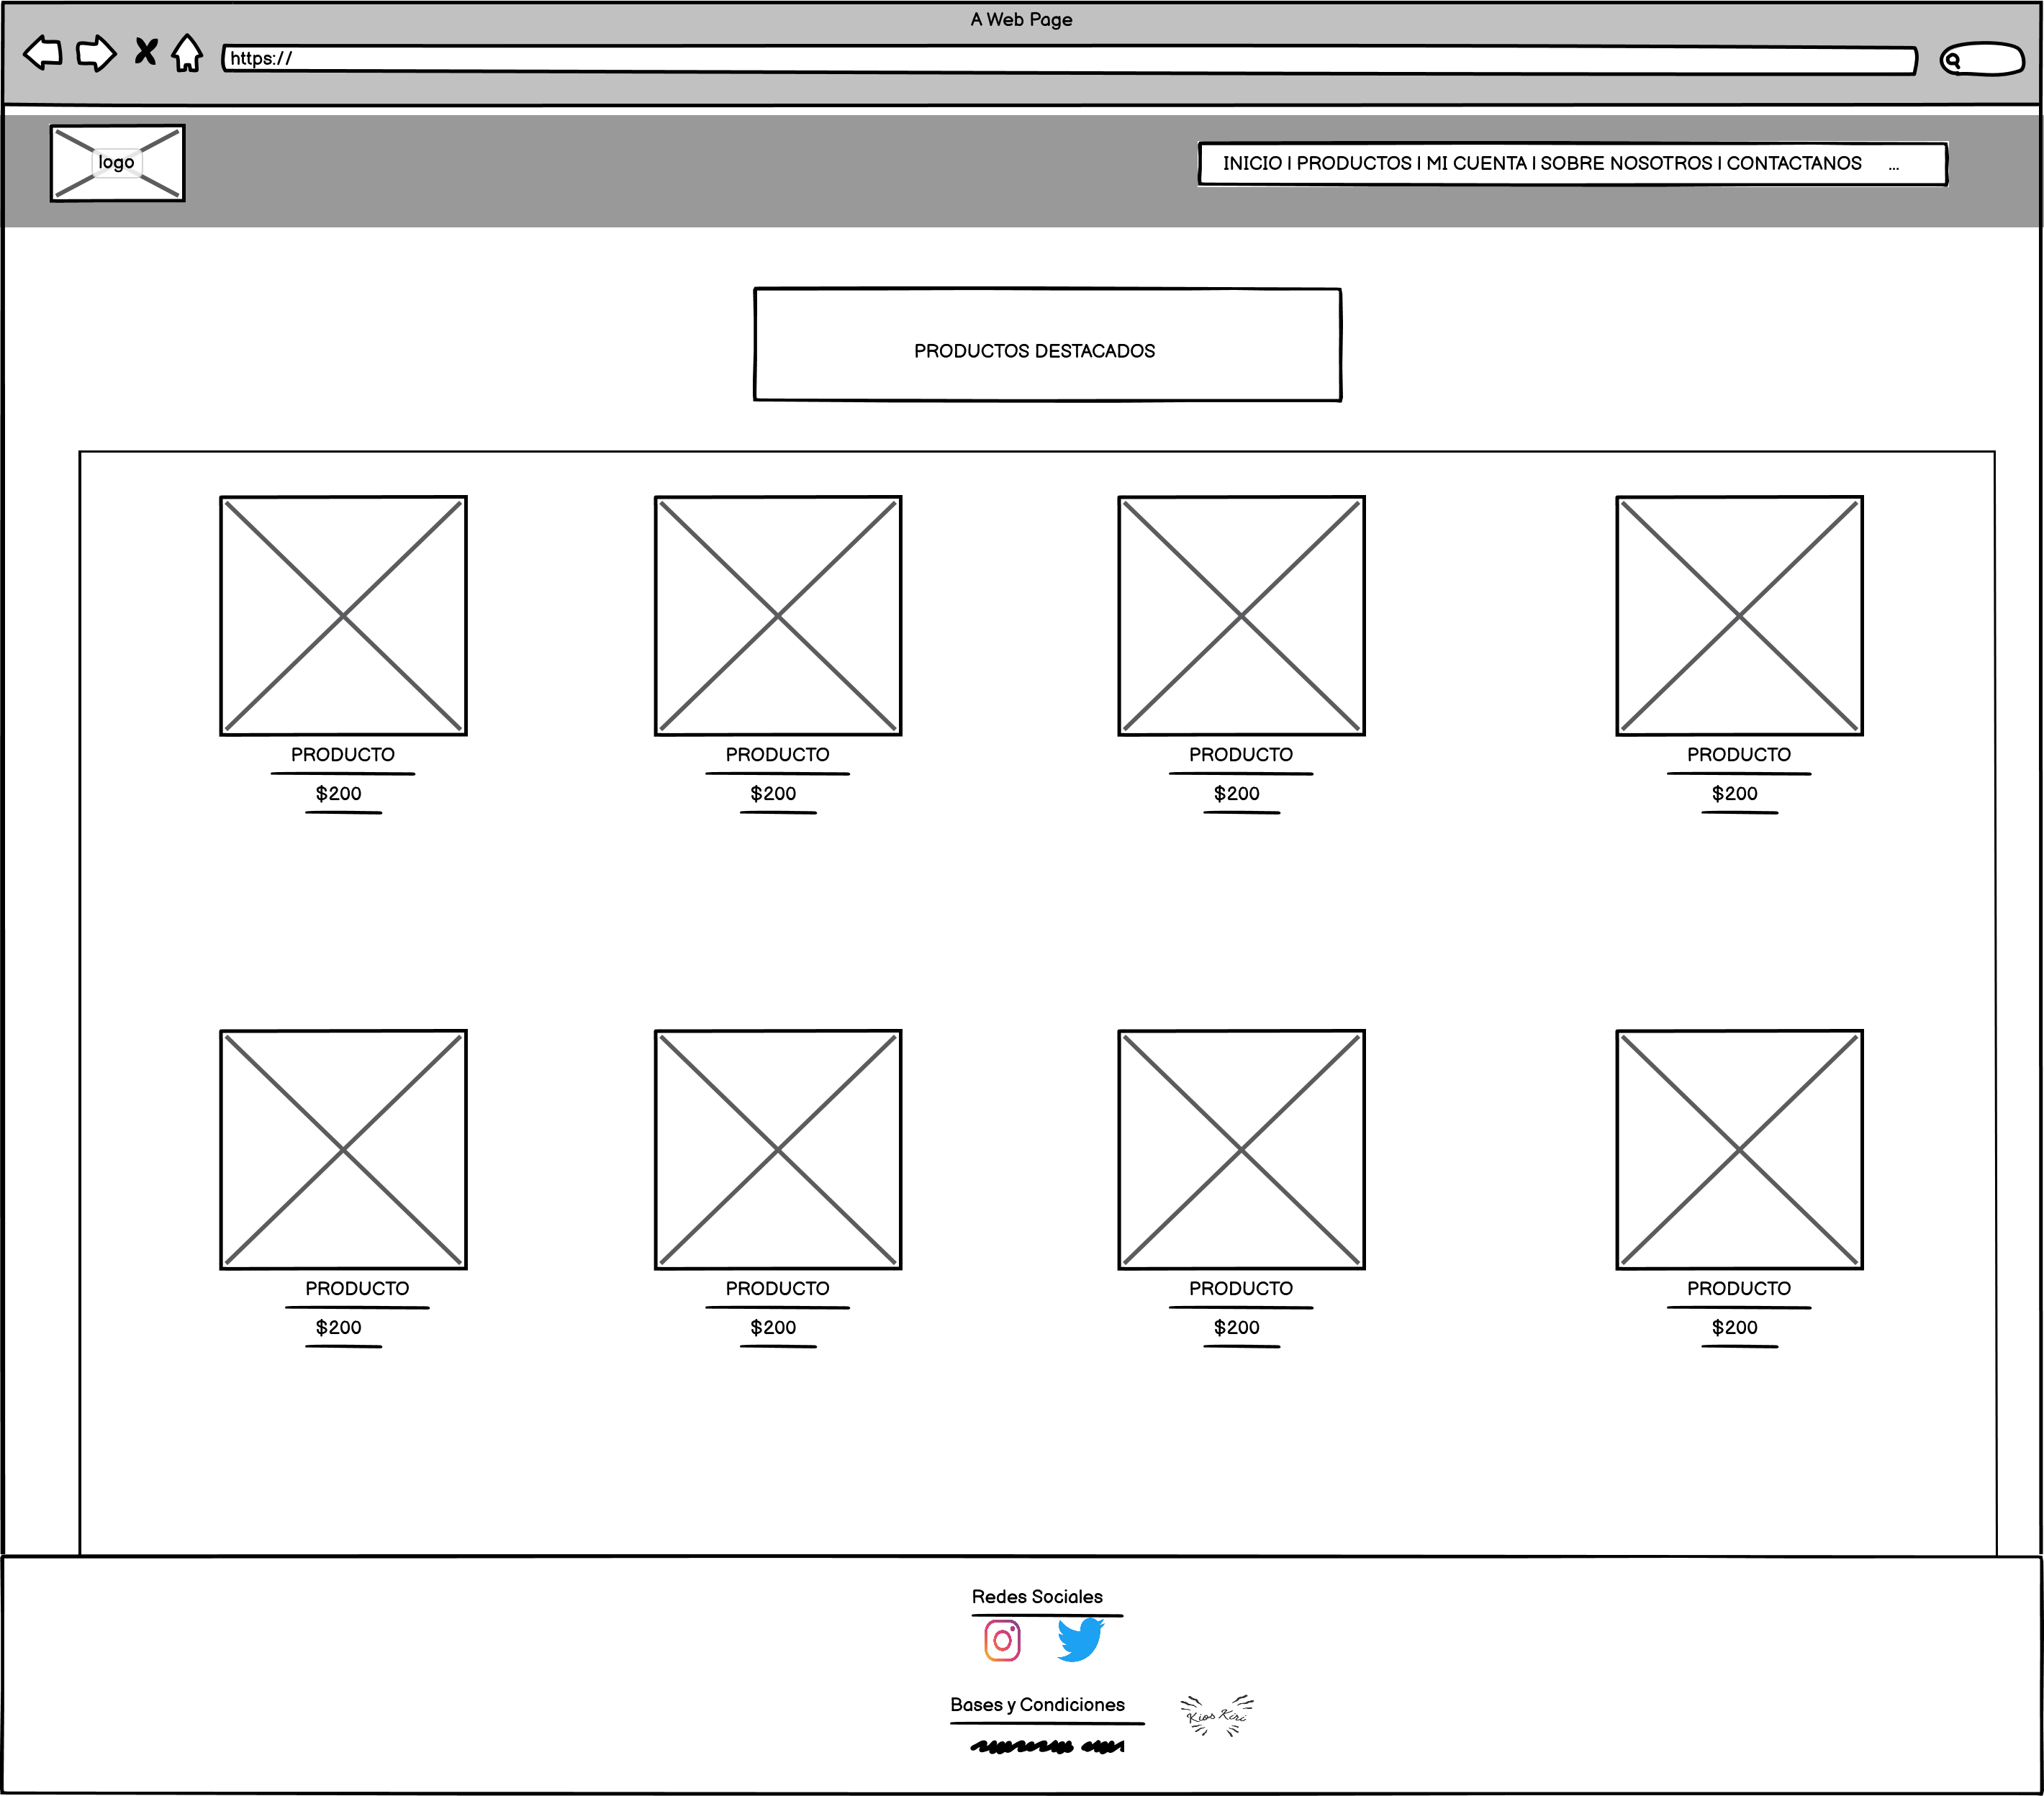 A Web Page
https://
logo
INICIO | PRODUCTOS | MI CUENTA | SOBRE NOSOTROS | CONTACTANOS ...
PRODUCTOS DESTACADOS
PRODUCTO PRODUCTO PRODUCTO PRODUCTO
$200 $200 $200 $200
PRODUCTO PRODUCTO PRODUCTO PRODUCTO
$200 $200 $200 $200
Redes Sociales
Bases y Condiciones
Kios Kiri